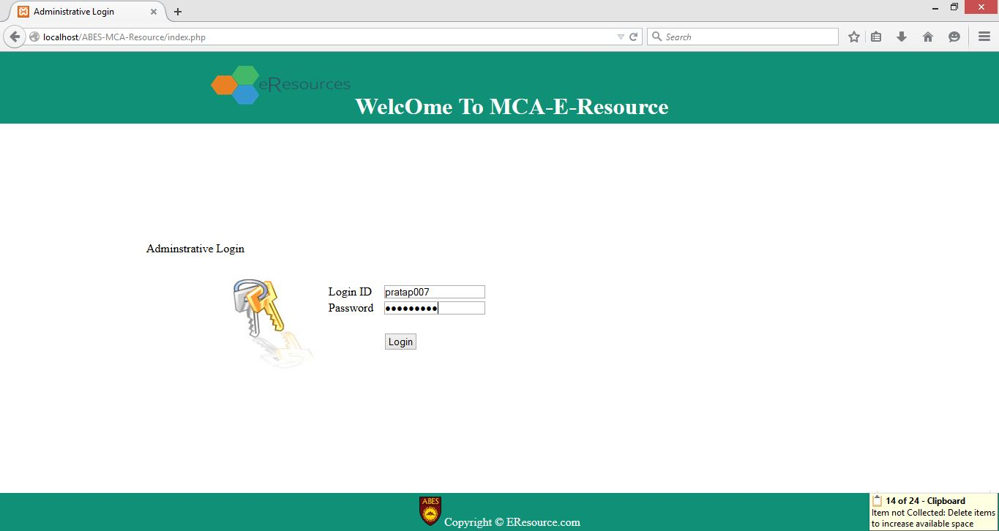 Administrative Login
localhost/ABES-MCA-Resource/index.php
Search
eResources
WelcOme To MCA-E-Resource
Adminstrative Login
Login ID pratap007
Password •••••••••
Login
ABES
Copyright © EResource.com
14 of 24 - Clipboard
Item not Collected: Delete items
to increase available space